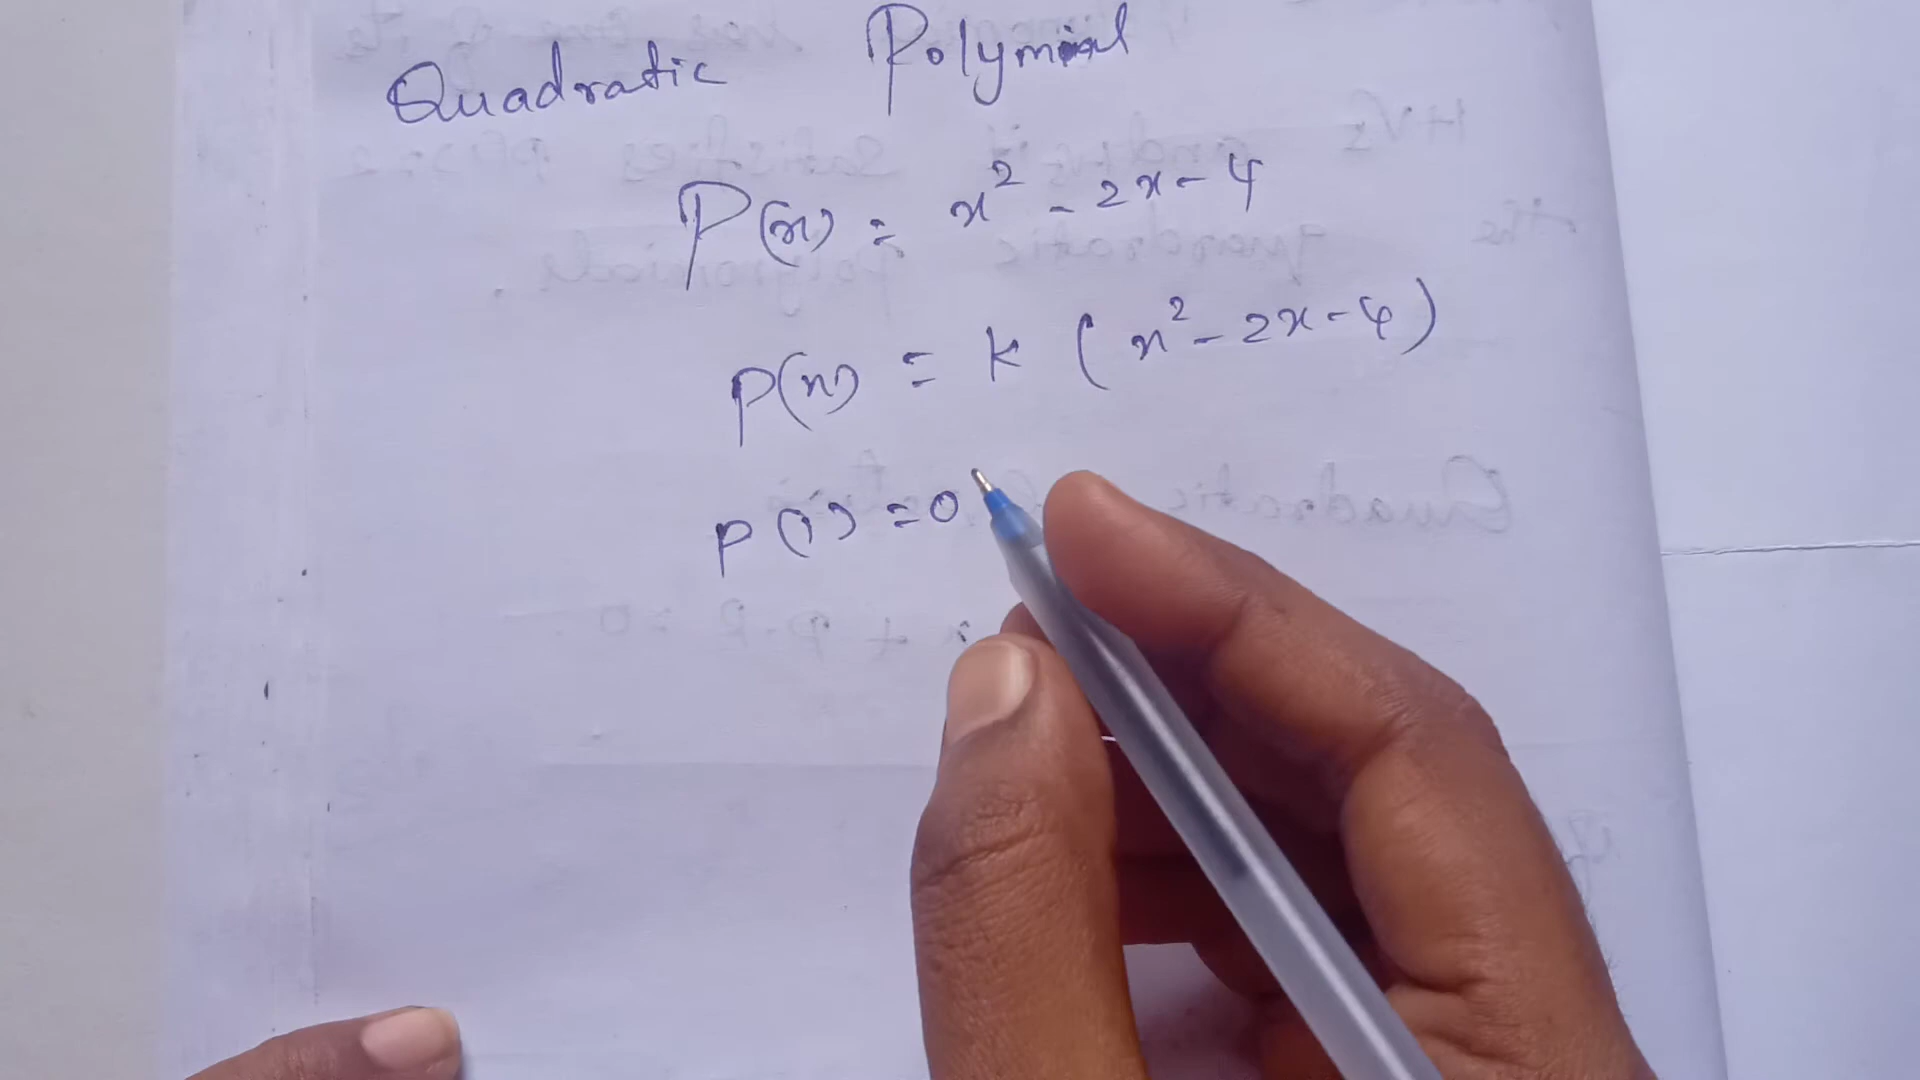 Quadratic Polymial
P(x) = x² - 2x - 4
P(x) = k (x² - 2x - 4)
P(1) = 0